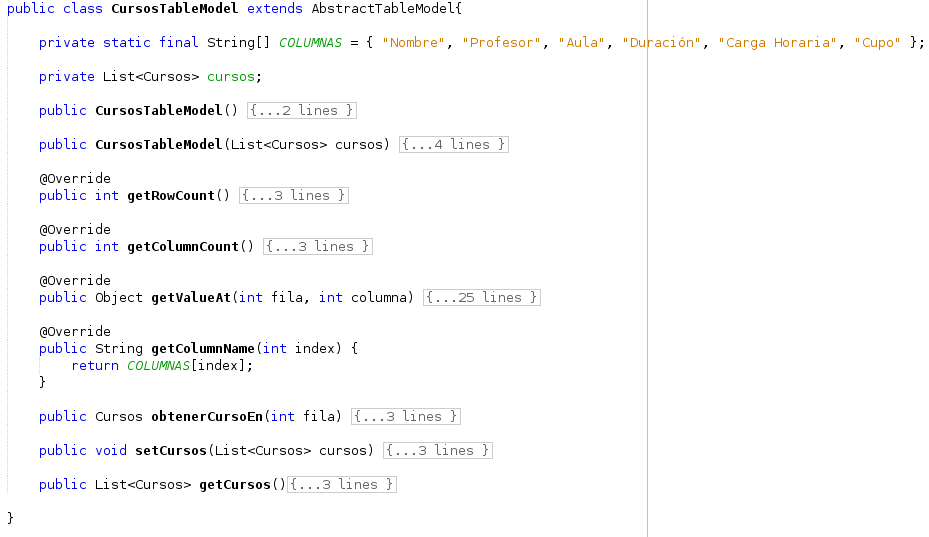 public class CursosTableModel extends AbstractTableModel{
private static final String[] COLUMNAS = { "Nombre", "Profesor", "Aula", "Duración", "Carga Horaria", "Cupo" };
private List<Cursos> cursos;
public CursosTableModel() {...2 lines }
public CursosTableModel(List<Cursos> cursos) {...4 lines }
@Override
public int getRowCount() {...3 lines }
@Override
public int getColumnCount() {...3 lines }
@Override
public Object getValueAt(int fila, int columna) {...25 lines }
@Override
public String getColumnName(int index) {
return COLUMNAS[index];
}
public Cursos obtenerCursoEn(int fila) {...3 lines }
public void setCursos(List<Cursos> cursos) {...3 lines }
public List<Cursos> getCursos(){...3 lines }
}